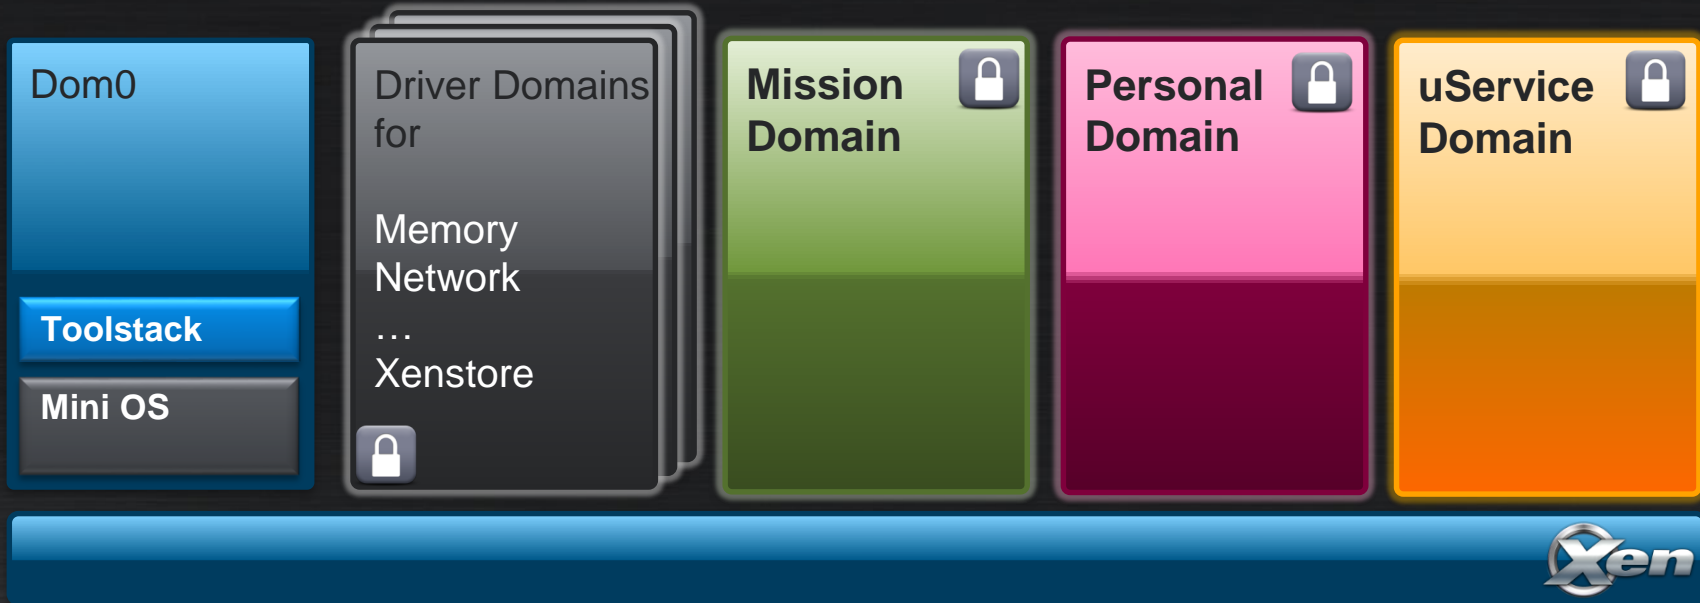 Dom0
Toolstack
Mini OS
Driver Domains
for
Memory
Network
…
Xenstore
Mission
Domain
Personal
Domain
uService
Domain
Xen